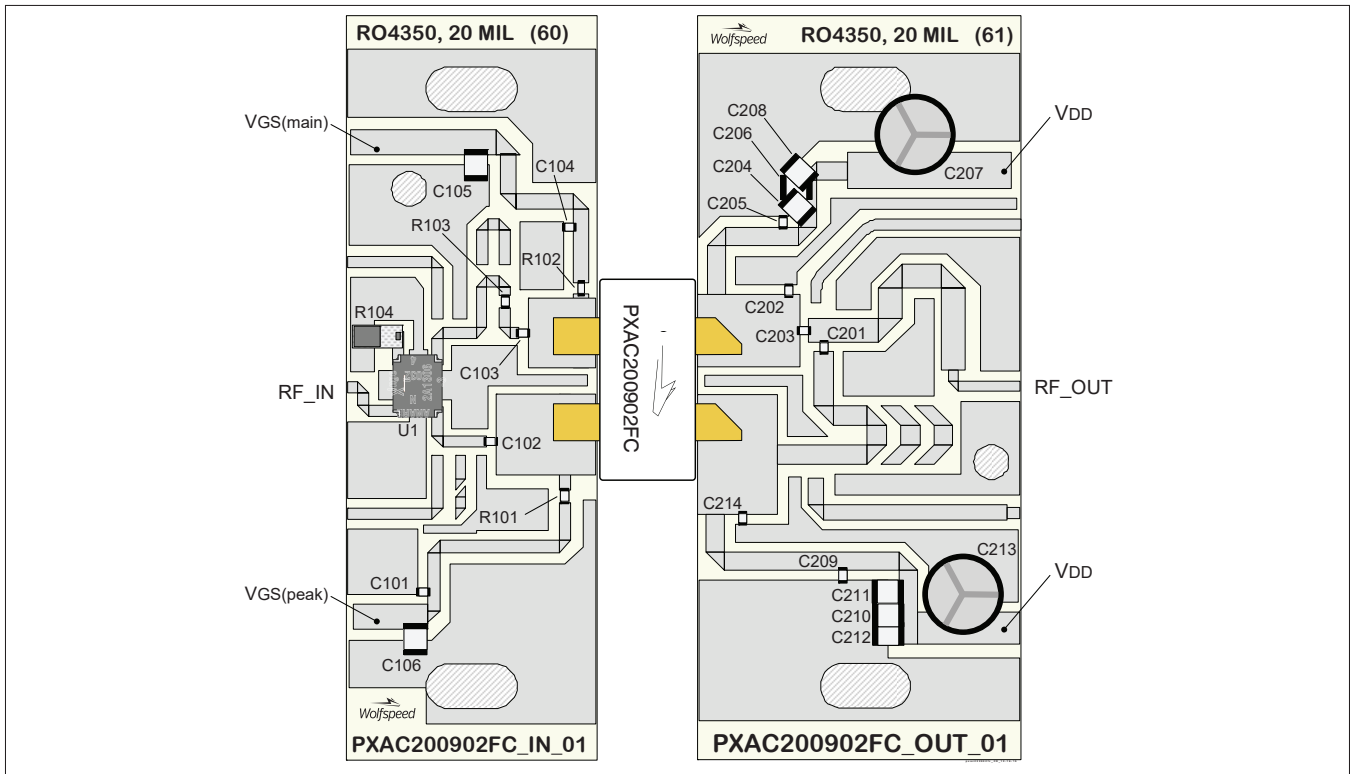 RO4350, 20 MIL (60)
Wolfspeed
RO4350, 20 MIL (61)
VGS(main)
C105
C104
R103
R102
R104
C103
RF_IN
U1
C102
R101
C101
VGS(peak)
C106
Wolfspeed
PXAC200902FC_IN_01
PXAC200902FC
C208
C206
C204
C205
VDD
C207
C202
C203
C201
RF_OUT
C214
C209
C213
C211
C210
C212
VDD
PXAC200902FC_OUT_01